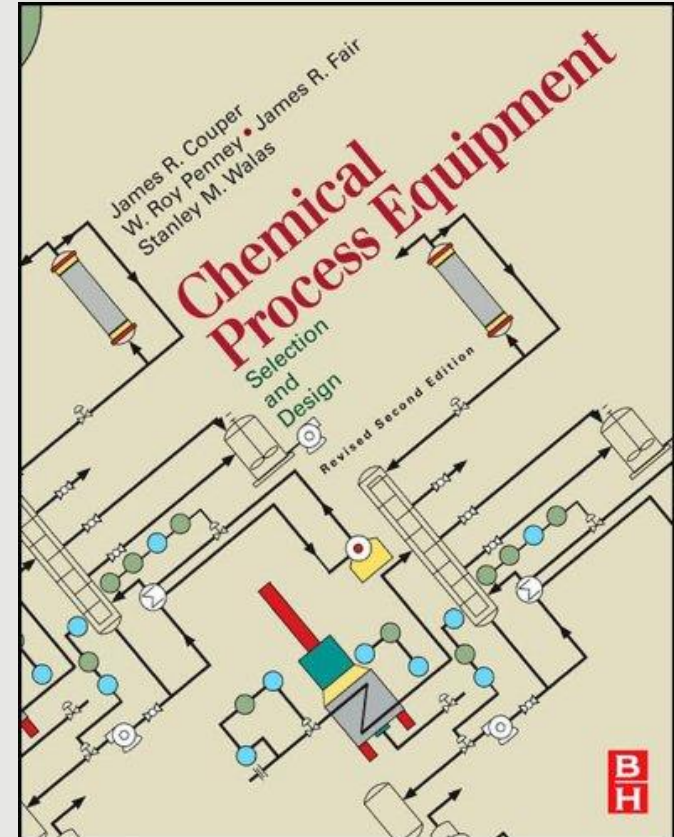 James R. Couper
W. Roy Penney • James R. Fair
Stanley M. Walas
Chemical
Process Equipment
Selection
and
Design
Revised Second Edition
B
H